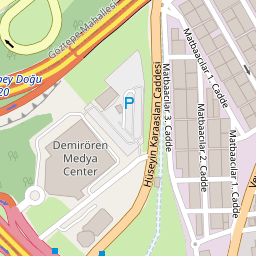 Göztepe Mahallesi
bey Doğu
20
P
Demirören
Medya
Center
Hüseyin Karaaslan Caddesi
Matbaacılar 1. Cadde
Matbaacılar 3. Cadde
Matbaacılar 2. Cadde
Matbaacılar 1. Cadde